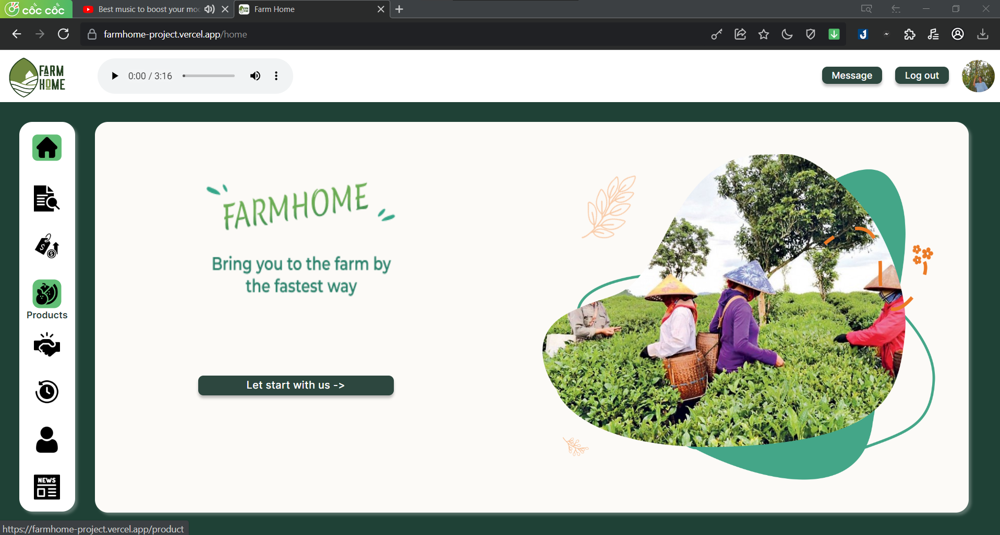 cốc cốc
Best music to boost your moo
Farm Home
farmhome-project.vercel.app/home
FARM
HOME
0:00 / 3:16
Message
Log out
FARMHOME
Bring you to the farm by
the fastest way
Products
Let start with us ->
NEWS
https://farmhome-project.vercel.app/product